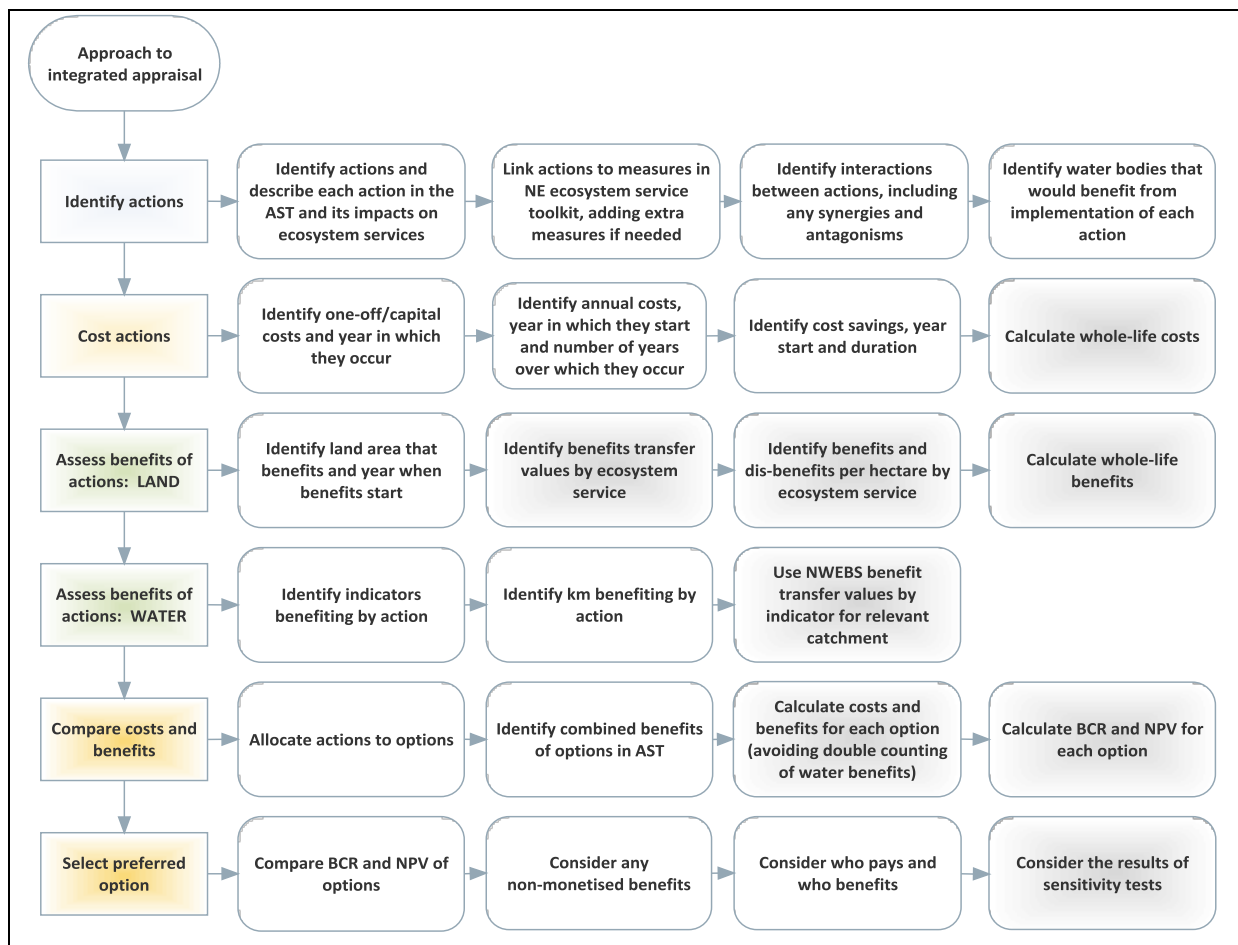 Approach to
integrated appraisal
Identify actions
Identify actions and
describe each action in the
AST and its impacts on
ecosystem services
Link actions to measures in
NE ecosystem service
toolkit, adding extra
measures if needed
Identify interactions
between actions, including
any synergies and
antagonisms
Identify water bodies that
would benefit from
implementation of each
action
Cost actions
Identify one-off/capital
costs and year in which
they occur
Identify annual costs,
year in which they start
and number of years
over which they occur
Identify cost savings, year
start and duration
Calculate whole-life costs
Assess benefits of
actions: LAND
Identify land area that
benefits and year when
benefits start
Identify benefits transfer
values by ecosystem
service
Identify benefits and
dis-benefits per hectare by
ecosystem service
Calculate whole-life
benefits
Assess benefits of
actions: WATER
Identify indicators
benefiting by action
Identify km benefiting by
action
Use NWEBS benefit
transfer values by
indicator for relevant
catchment
Compare costs and
benefits
Allocate actions to options
Identify combined benefits
of options in AST
Calculate costs and
benefits for each option
(avoiding double counting
of water benefits)
Calculate BCR and NPV for
each option
Select preferred
option
Compare BCR and NPV of
options
Consider any
non-monetised benefits
Consider who pays and
who benefits
Consider the results of
sensitivity tests